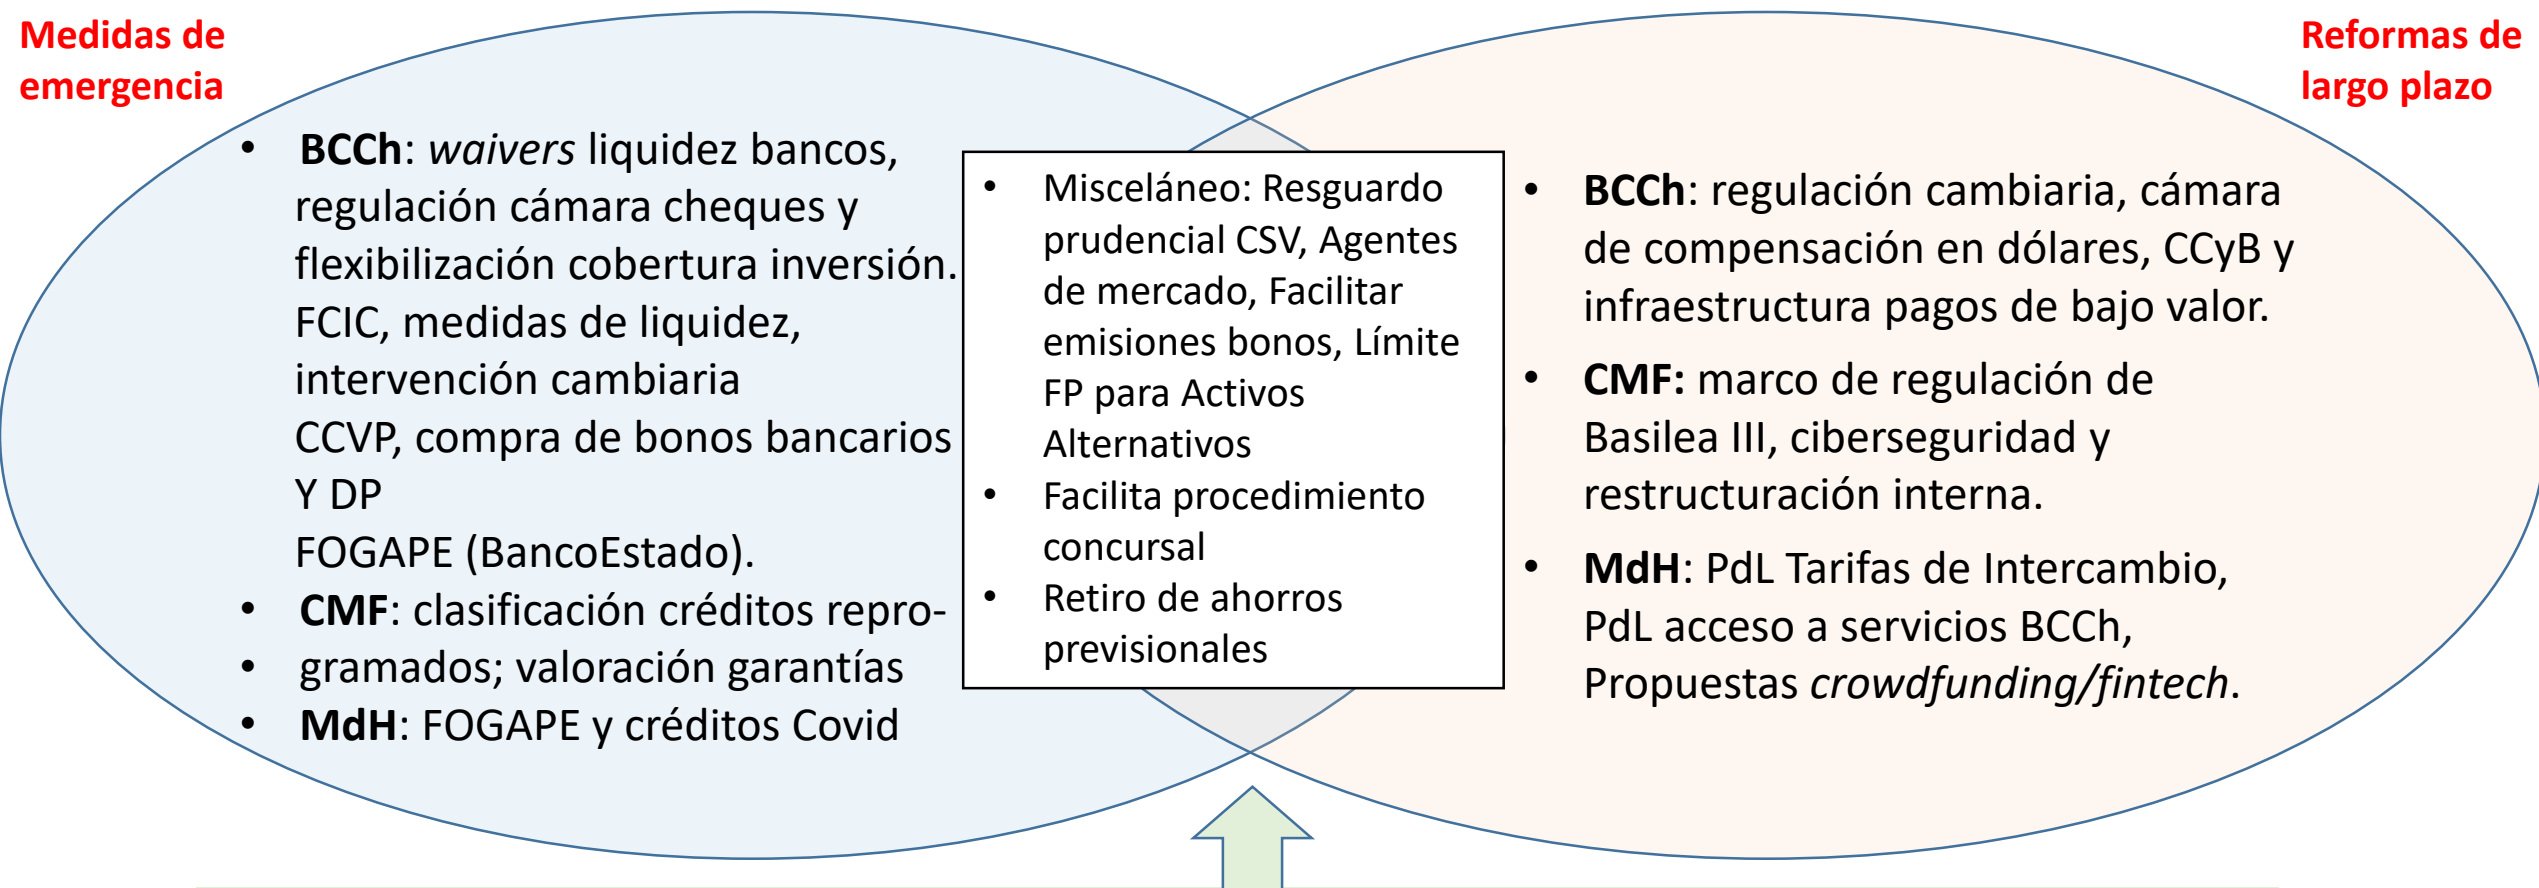 Medidas de
emergencia
• BCCh: waivers liquidez bancos,
regulación cámara cheques y
flexibilización cobertura inversión.
FCIC, medidas de liquidez,
intervención cambiaria
CCVP, compra de bonos bancarios
Y DP
FOGAPE (BancoEstado).
• CMF: clasificación créditos repro-
• gramados; valoración garantías
• MdH: FOGAPE y créditos Covid
• Misceláneo: Resguardo
prudencial CSV, Agentes
de mercado, Facilitar
emisiones bonos, Límite
FP para Activos
Alternativos
• Facilita procedimiento
concursal
• Retiro de ahorros
previsionales
Reformas de
largo plazo
• BCCh: regulación cambiaria, cámara
de compensación en dólares, CCyB y
infraestructura pagos de bajo valor.
• CMF: marco de regulación de
Basilea III, ciberseguridad y
restructuración interna.
• MdH: PdL Tarifas de Intercambio,
PdL acceso a servicios BCCh,
Propuestas crowdfunding/fintech.